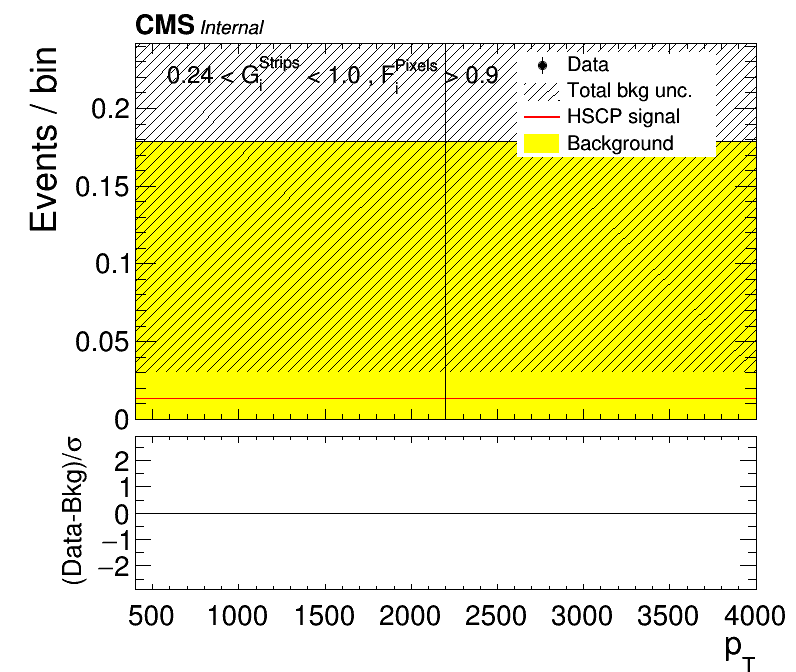 CMS Internal
0.24 < G_i^Strips < 1.0 , F_i^Pixels > 0.9
Data
Total bkg unc.
HSCP signal
Background
Events / bin
0.2
0.15
0.1
0.05
0
(Data-Bkg)/σ
2
1
0
−1
−2
500 1000 1500 2000 2500 3000 3500 4000
p_T